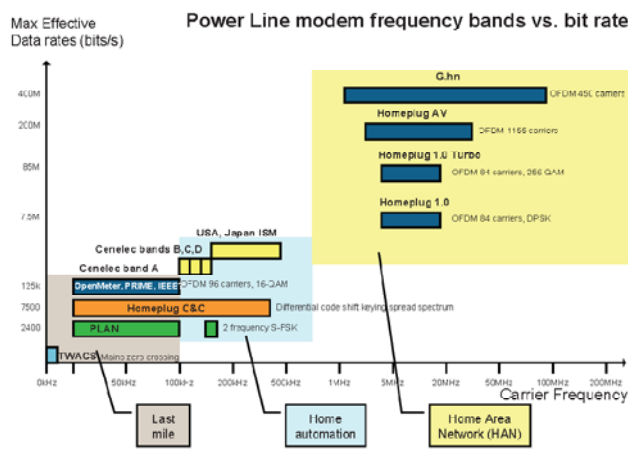 Max Effective
Data rates (bits/s)
Power Line modem frequency bands vs. bit rate
G.hn
400M
OFDM 450 carriers
Homeplug AV
200M
OFDM 1155 carriers
Homeplug 1.0 Turbo
85M
OFDM 84 carriers, 256 QAM
Homeplug 1.0
7.5M
OFDM 84 carriers, DPSK
USA, Japan ISM
Cenelec bands B,C,D
Cenelec band A
125k
OpenMeter, PRIME, IEEE
OFDM 96 carriers, 16-QAM
7500
Homeplug C&C
Differential code shift keying spread spectrum
2400
PLAN
2 frequency S-FSK
TWACS
Mains zero crossing
0kHz
50kHz
100kHz
200kHz
500kHz
1MHz
5MHz
20MHz
50MHz
100MHz
200MHz
Carrier Frequency
Last
mile
Home
automation
Home Area
Network (HAN)